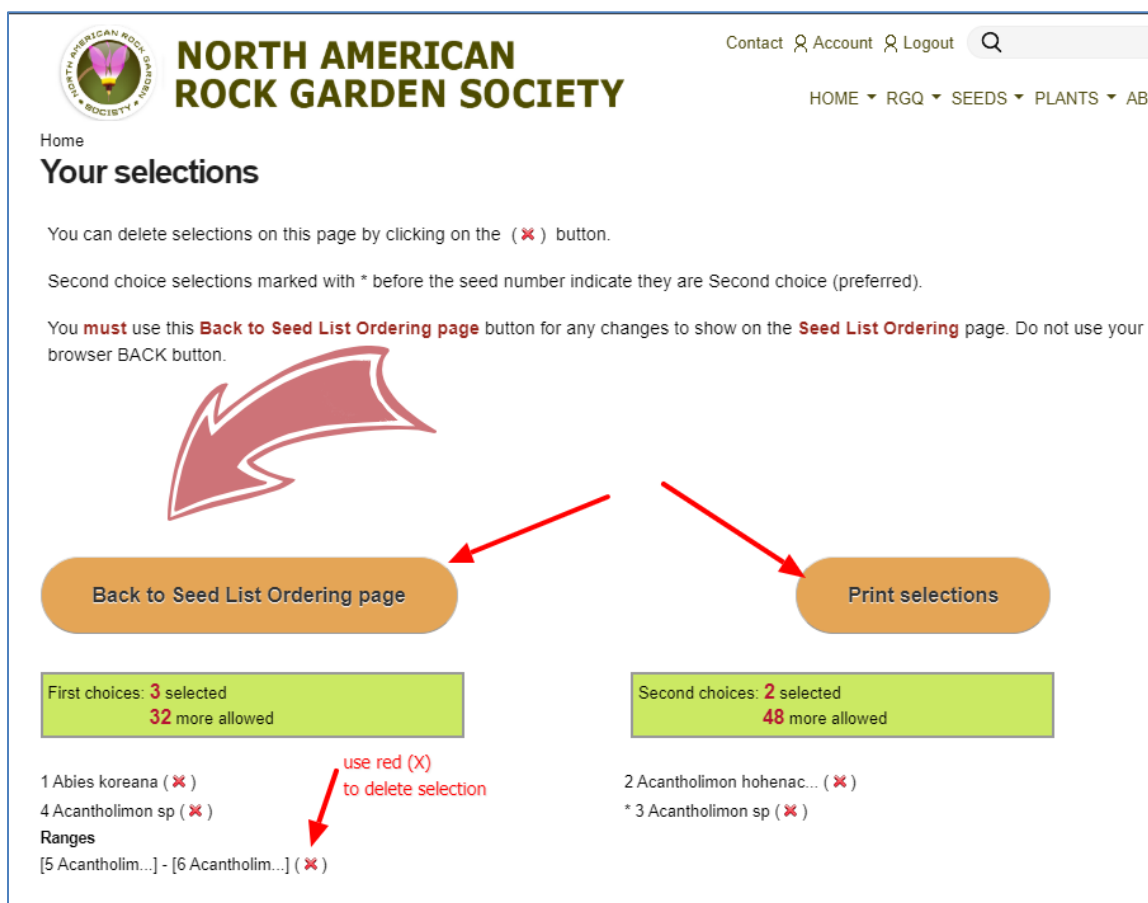 NORTH AMERICAN ROCK GARDEN
SOCIETY
NORTH AMERICAN
ROCK GARDEN SOCIETY
Contact Account Logout
HOME RGQ SEEDS PLANTS AB
Home
Your selections
You can delete selections on this page by clicking on the ( ) button.
Second choice selections marked with * before the seed number indicate they are Second choice (preferred).
You must use this Back to Seed List Ordering page button for any changes to show on the Seed List Ordering page. Do not use your
browser BACK button.
Back to Seed List Ordering page
Print selections
First choices: 3 selected
32 more allowed
Second choices: 2 selected
48 more allowed
use red (X)
to delete selection
1 Abies koreana ( )
4 Acantholimon sp ( )
Ranges
[5 Acantholim...] - [6 Acantholim...] ( )
2 Acantholimon hohenac... ( )
* 3 Acantholimon sp ( )